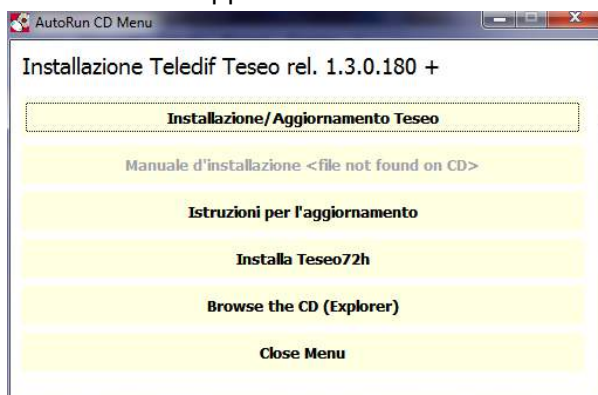 AutoRun CD Menu
Installazione Teledif Teseo rel. 1.3.0.180 +
Installazione/Aggiornamento Teseo
Manuale d'installazione <file not found on CD>
Istruzioni per l'aggiornamento
Installa Teseo72h
Browse the CD (Explorer)
Close Menu